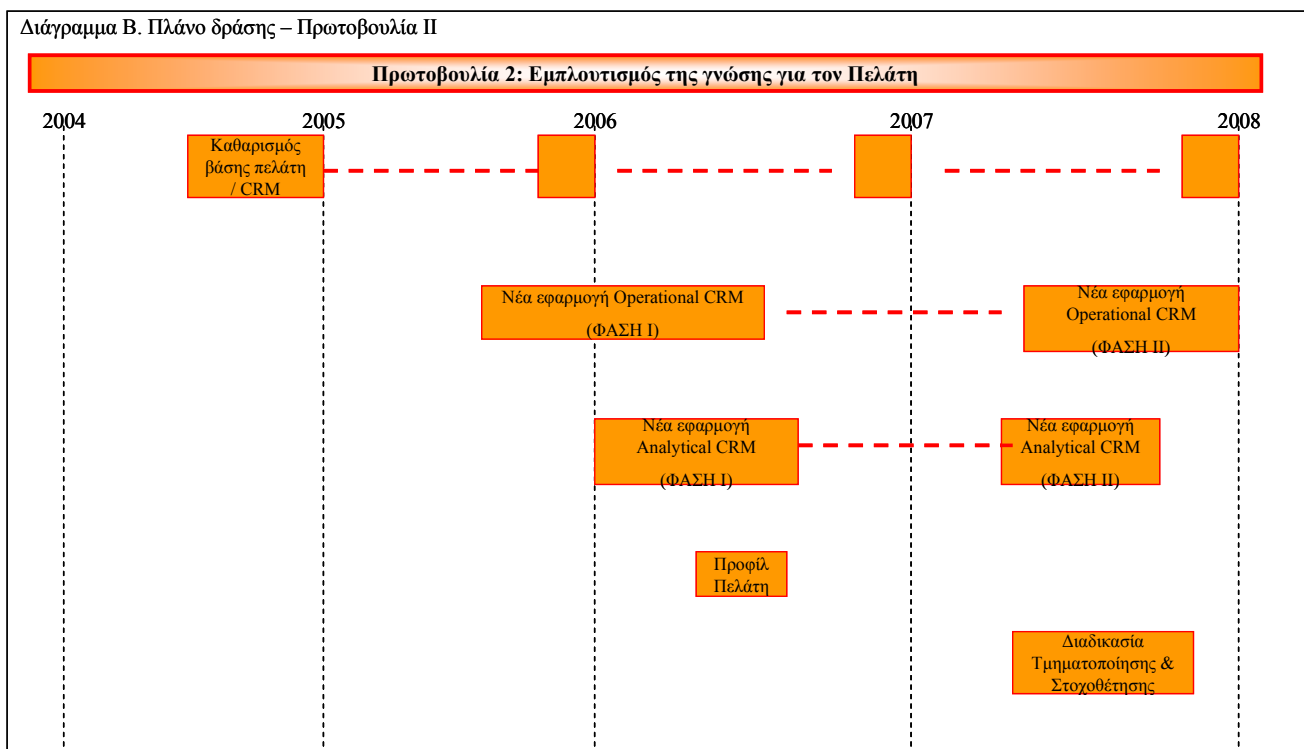 Διάγραμμα Β. Πλάνο δράσης – Πρωτοβουλία ΙΙ
Πρωτοβουλία 2: Εμπλουτισμός της γνώσης για τον Πελάτη
2004 2005 2006 2007 2008
Καθαρισμός
βάσης πελάτη
/ CRM
Νέα εφαρμογή Operational CRM
(ΦΑΣΗ Ι)
Νέα εφαρμογή
Operational CRM
(ΦΑΣΗ ΙΙ)
Νέα εφαρμογή
Analytical CRM
(ΦΑΣΗ Ι)
Νέα εφαρμογή
Analytical CRM
(ΦΑΣΗ ΙΙ)
Προφίλ
Πελάτη
Διαδικασία
Τμηματοποίησης &
Στοχοθέτησης